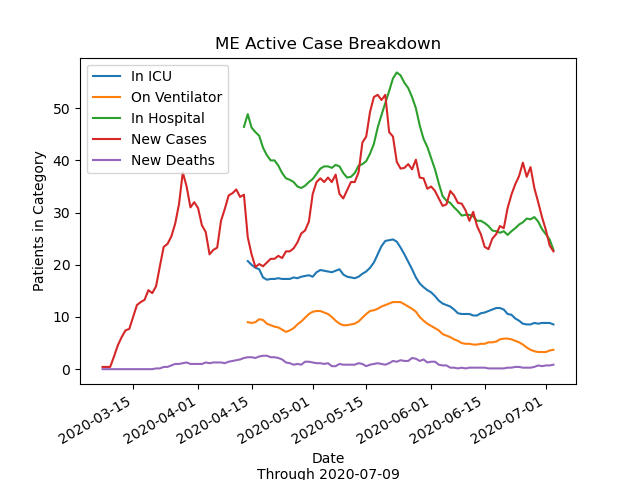 ME Active Case Breakdown
In ICU
On Ventilator
In Hospital
New Cases
New Deaths
Patients in Category
50
40
30
20
10
0
2020-03-15
2020-04-01
2020-04-15
2020-05-01
2020-05-15
2020-06-01
2020-06-15
2020-07-01
Date
Through 2020-07-09